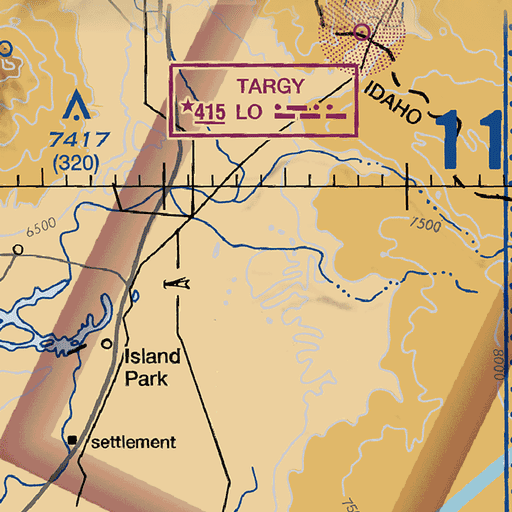 TARGY
415 LO
IDAHO
11
7417
(320)
6500
7500
Island
Park
8000
settlement